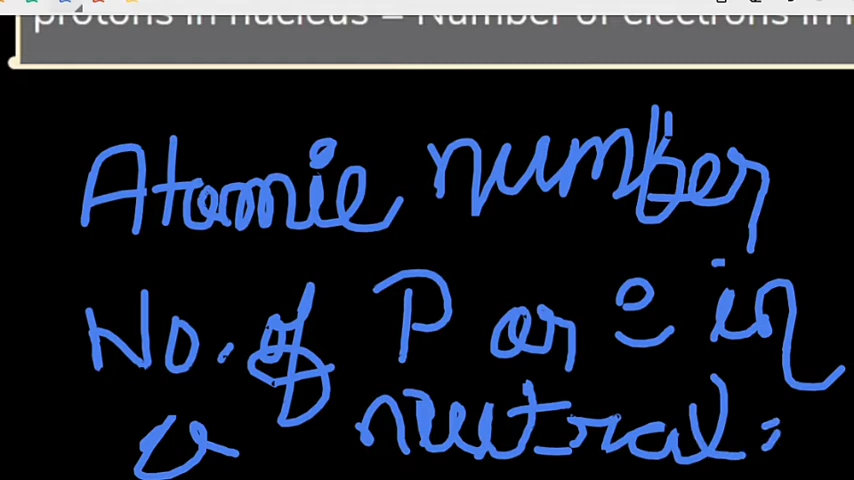 protons in nucleus = Number of electrons in
Atomic number
No. of P or e in
a neutral